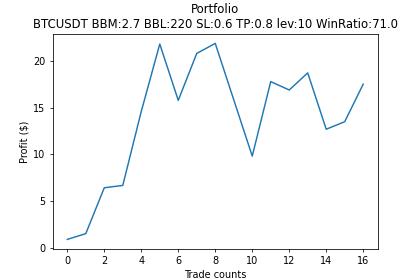 Portfolio
BTCUSDT BBM:2.7 BBL:220 SL:0.6 TP:0.8 lev:10 WinRatio:71.0
20
15
10
5
0
Profit ($)
0 2 4 6 8 10 12 14 16
Trade counts